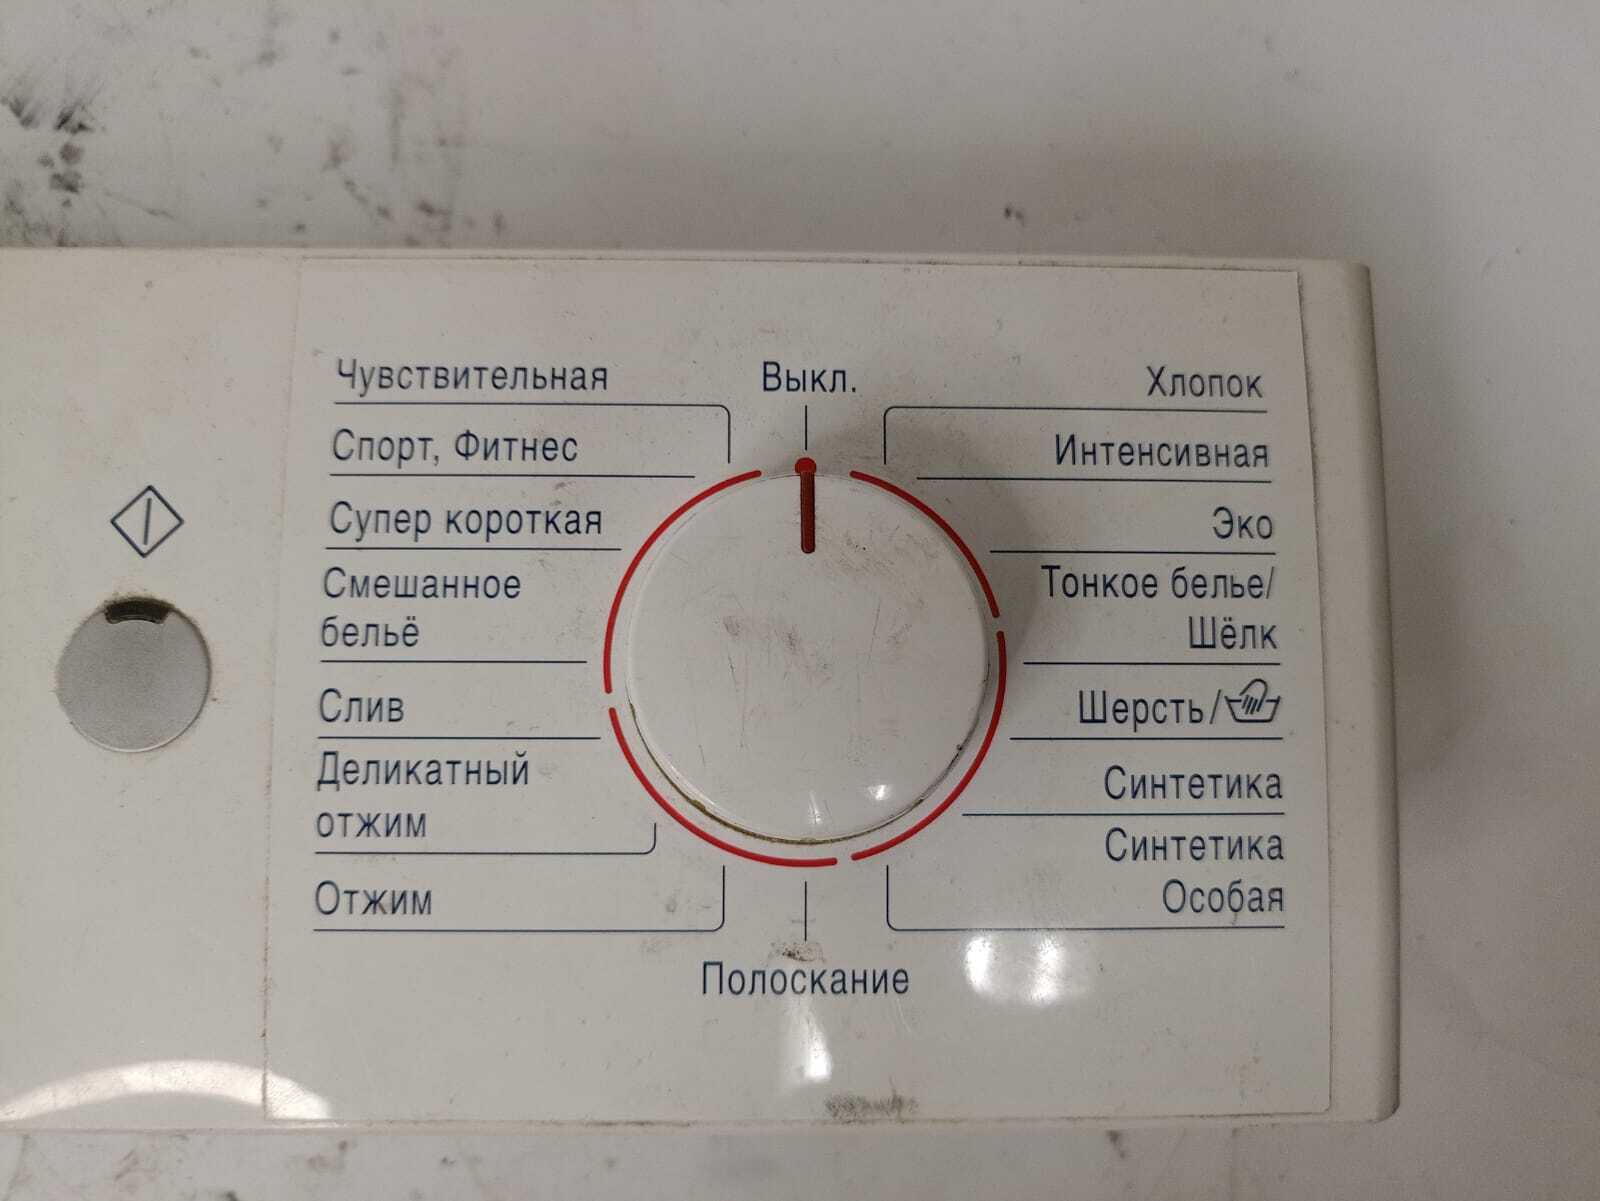 Чувствительная
Спорт, Фитнес
Супер короткая
Смешанное
бельё
Слив
Деликатный
отжим
Отжим
Выкл.
Полоскание
Хлопок
Интенсивная
Эко
Тонкое белье/
Шёлк
Шерсть/
Синтетика
Синтетика
Особая